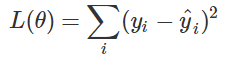 L(θ) = ∑_i (y_i − ŷ_i)²